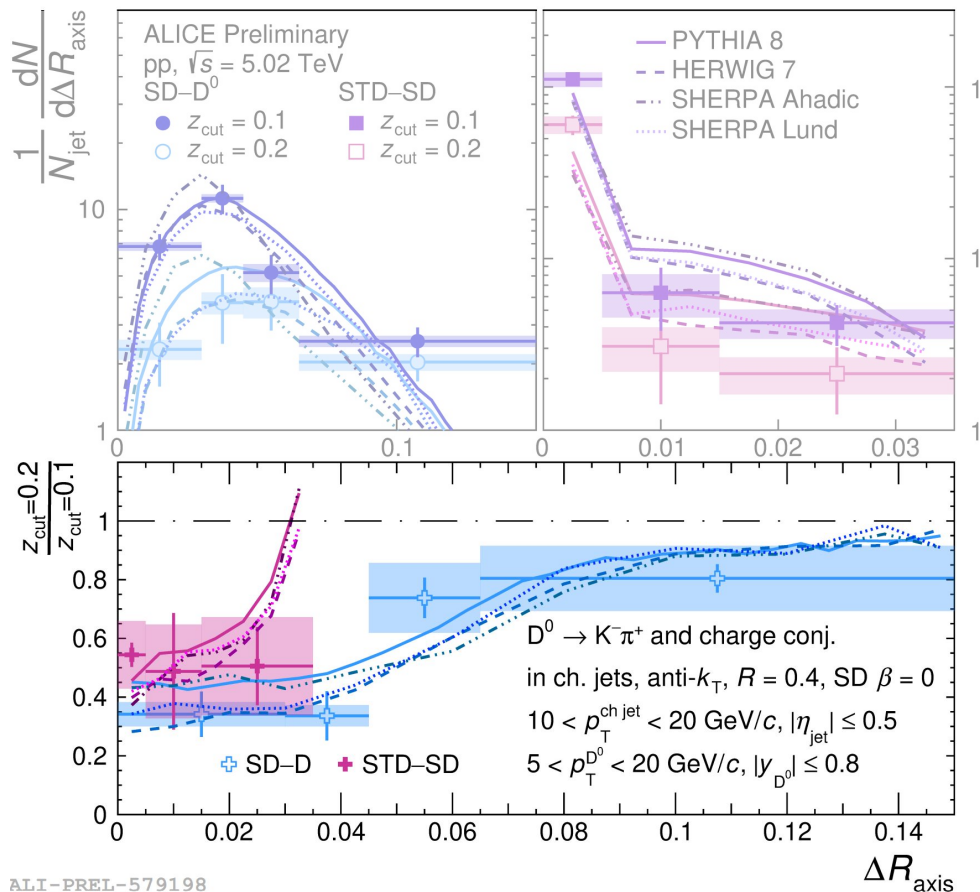 1/N_jet dN/dΔR_axis
ALICE Preliminary
pp, √s = 5.02 TeV
SD–D⁰ STD–SD
z_cut = 0.1 z_cut = 0.1
z_cut = 0.2 z_cut = 0.2
PYTHIA 8
HERWIG 7
SHERPA Ahadic
SHERPA Lund
10
1
0 0.1
0 0.01 0.02 0.03
1
1
z_cut=0.2/z_cut=0.1
1
0.8
0.6
0.4
0.2
0
D⁰ → K⁻π⁺ and charge conj.
in ch. jets, anti-k_T, R = 0.4, SD β = 0
10 < p_T^ch jet < 20 GeV/c, |η_jet| ≤ 0.5
5 < p_T^D⁰ < 20 GeV/c, |y_D⁰| ≤ 0.8
SD–D STD–SD
0 0.02 0.04 0.06 0.08 0.1 0.12 0.14
ΔR_axis
ALI-PREL-579198